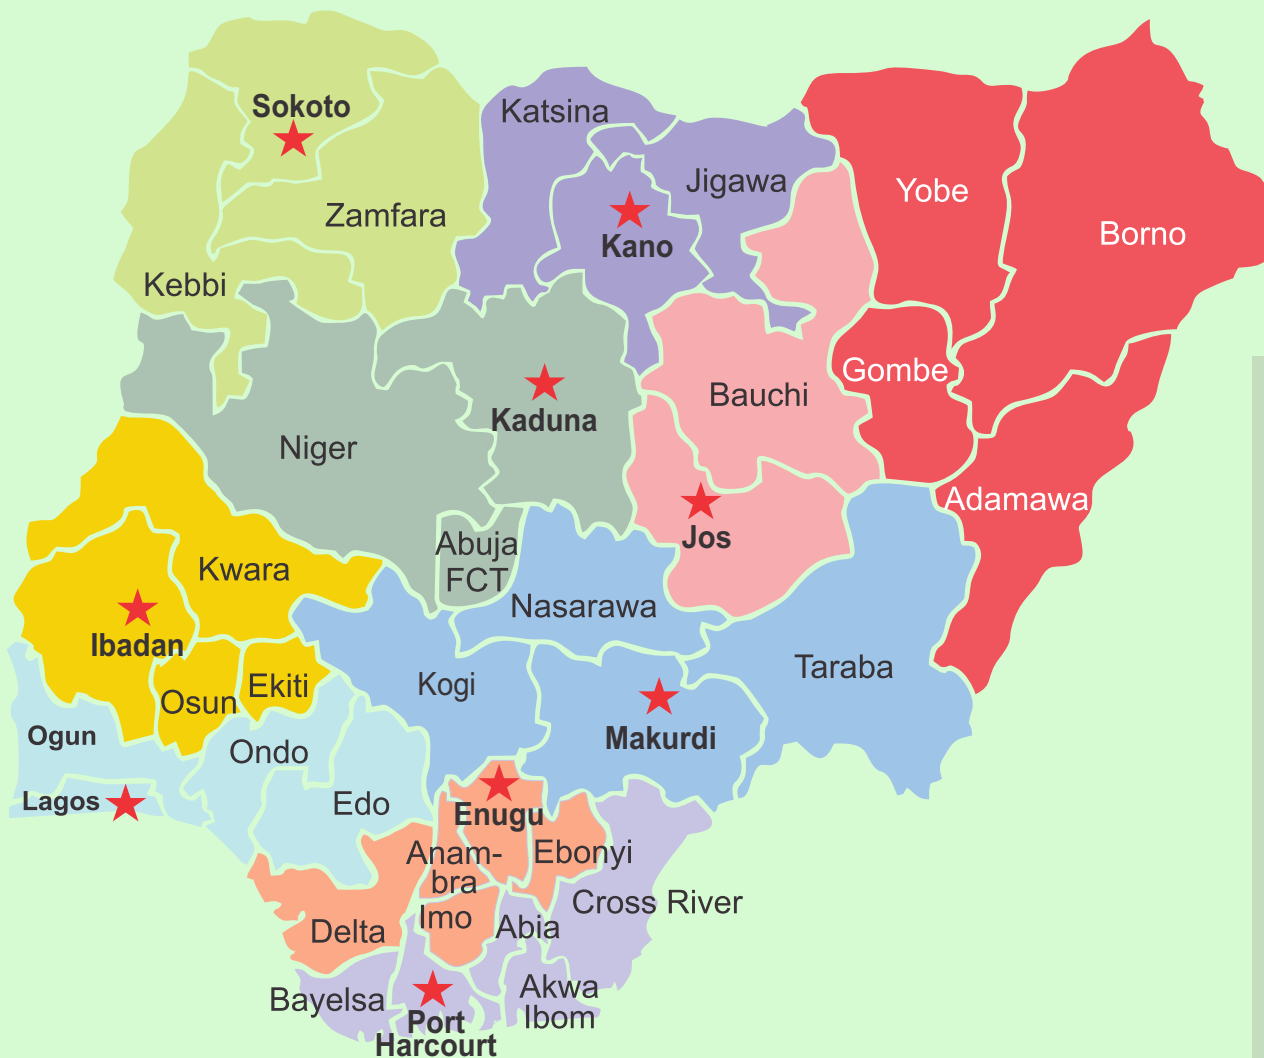 Sokoto
Katsina
Jigawa
Yobe
Zamfara
Borno
Kano
Kebbi
Gombe
Bauchi
Kaduna
Niger
Adamawa
Jos
Abuja
FCT
Kwara
Nasarawa
Ibadan
Taraba
Kogi
Ekiti
Osun
Ogun
Makurdi
Ondo
Lagos
Edo
Enugu
Anam-
bra
Ebonyi
Cross River
Imo
Abia
Delta
Akwa
Ibom
Bayelsa
Port
Harcourt